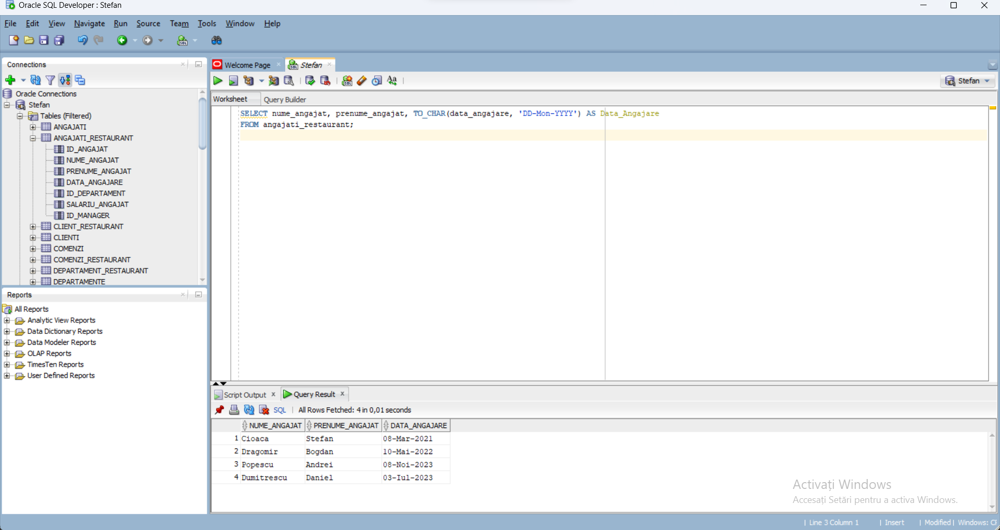 Oracle SQL Developer : Stefan
File Edit View Navigate Run Source Team Tools Window Help
Connections
Oracle Connections
Stefan
Tables (Filtered)
ANGAJATI
ANGAJATI_RESTAURANT
ID_ANGAJAT
NUME_ANGAJAT
PRENUME_ANGAJAT
DATA_ANGAJARE
ID_DEPARTAMENT
SALARIU_ANGAJAT
ID_MANAGER
CLIENT_RESTAURANT
CLIENTI
COMENZI
COMENZI_RESTAURANT
DEPARTAMENT_RESTAURANT
DEPARTAMENTE
Reports
All Reports
Analytic View Reports
Data Dictionary Reports
Data Modeler Reports
OLAP Reports
TimesTen Reports
User Defined Reports
Welcome Page Stefan
Stefan
Worksheet Query Builder
SELECT nume_angajat, prenume_angajat, TO_CHAR(data_angajare, 'DD-Mon-YYYY') AS Data_Angajare
FROM angajati_restaurant;
Script Output Query Result
SQL All Rows Fetched: 4 in 0,01 seconds
NUME_ANGAJAT PRENUME_ANGAJAT DATA_ANGAJARE
1 Cioaca Stefan 08-Mar-2021
2 Dragomir Bogdan 10-Mai-2022
3 Popescu Andrei 08-Noi-2023
4 Dumitrescu Daniel 03-Iul-2023
Activați Windows
Accesați Setări pentru a activa Windows.
Line 3 Column 1 Insert Modified Windows: CF